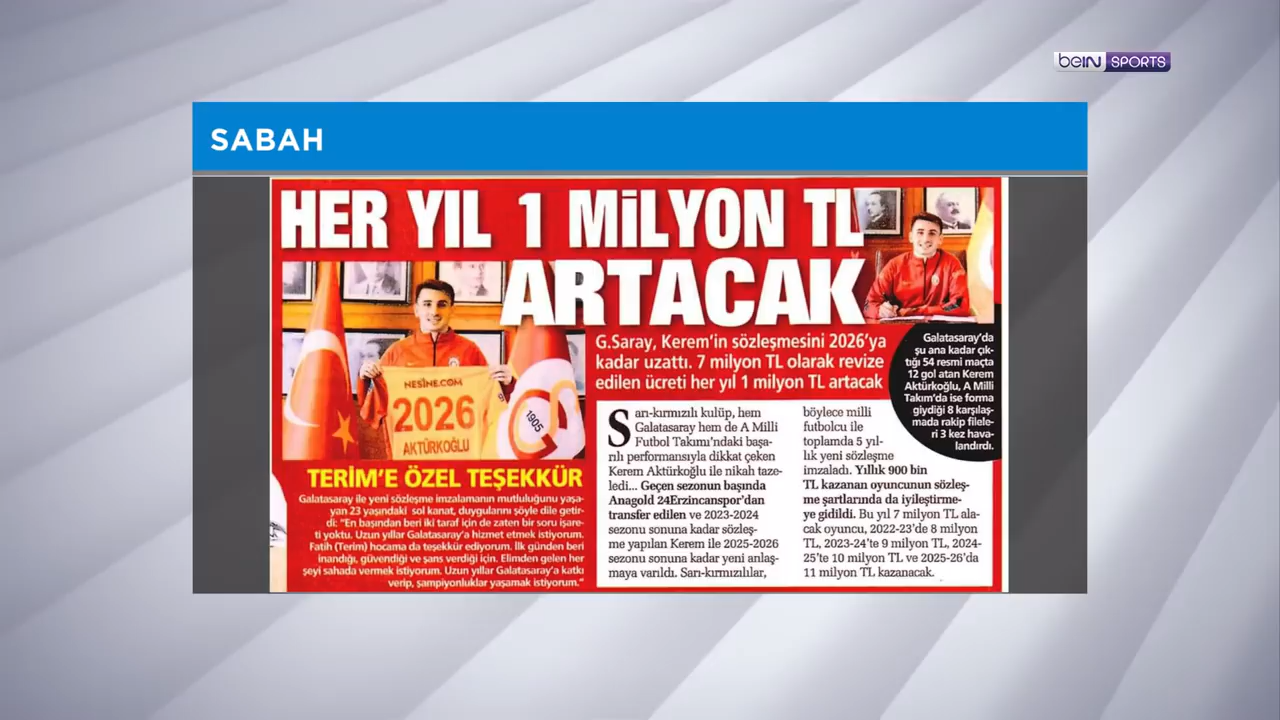 beIN SPORTS
SABAH
HER YIL 1 MİLYON TL
ARTACAK
G.Saray, Kerem'in sözleşmesini 2026'ya
kadar uzattı. 7 milyon TL olarak revize
edilen ücreti her yıl 1 milyon TL artacak
Galatasaray'da
şu ana kadar çık-
tığı 54 resmi maçta
12 gol atan Kerem
Aktürkoğlu, A Milli
Takım'da ise forma
giydiği 8 karşılaş-
mada rakip filele-
ri 3 kez hava-
landırdı.
NESİNE.COM
2026
AKTÜRKOĞLU
1905
TERİM'E ÖZEL TEŞEKKÜR
Galatasaray ile yeni sözleşme imzalamanın mutluluğunu yaşa-
yan 23 yaşındaki sol kanat, duygularını şöyle dile getir-
di: "En başından beri iki taraf için de zaten bir soru işare-
ti yoktu. Uzun yıllar Galatasaray'a hizmet etmek istiyorum.
Fatih (Terim) hocama da teşekkür ediyorum. İlk günden beri
inandığı, güvendiği ve şans verdiği için. Elimden gelen her
şeyi sahada vermek istiyorum. Uzun yıllar Galatasaray'a katkı
verip, şampiyonluklar yaşamak istiyorum."
Sarı-kırmızılı kulüp, hem
Galatasaray hem de A Milli
Futbol Takımı'ndaki başa-
rılı performansıyla dikkat çeken
Kerem Aktürkoğlu ile nikah taze-
ledi... Geçen sezonun başında
Anagold 24Erzincanspor'dan
transfer edilen ve 2023-2024
sezonu sonuna kadar sözleş-
me yapılan Kerem ile 2025-2026
sezonu sonuna kadar yeni anlaş-
maya varıldı. Sarı-kırmızılılar,
böylece milli
futbolcu ile
toplamda 5 yıl-
lık yeni sözleşme
imzaladı. Yıllık 900 bin
TL kazanan oyuncunun sözleş-
me şartlarında da iyileştirme-
ye gidildi. Bu yıl 7 milyon TL ala-
cak oyuncu, 2022-23'de 8 milyon
TL, 2023-24'te 9 milyon TL, 2024-
25'te 10 milyon TL ve 2025-26'da
11 milyon TL kazanacak.